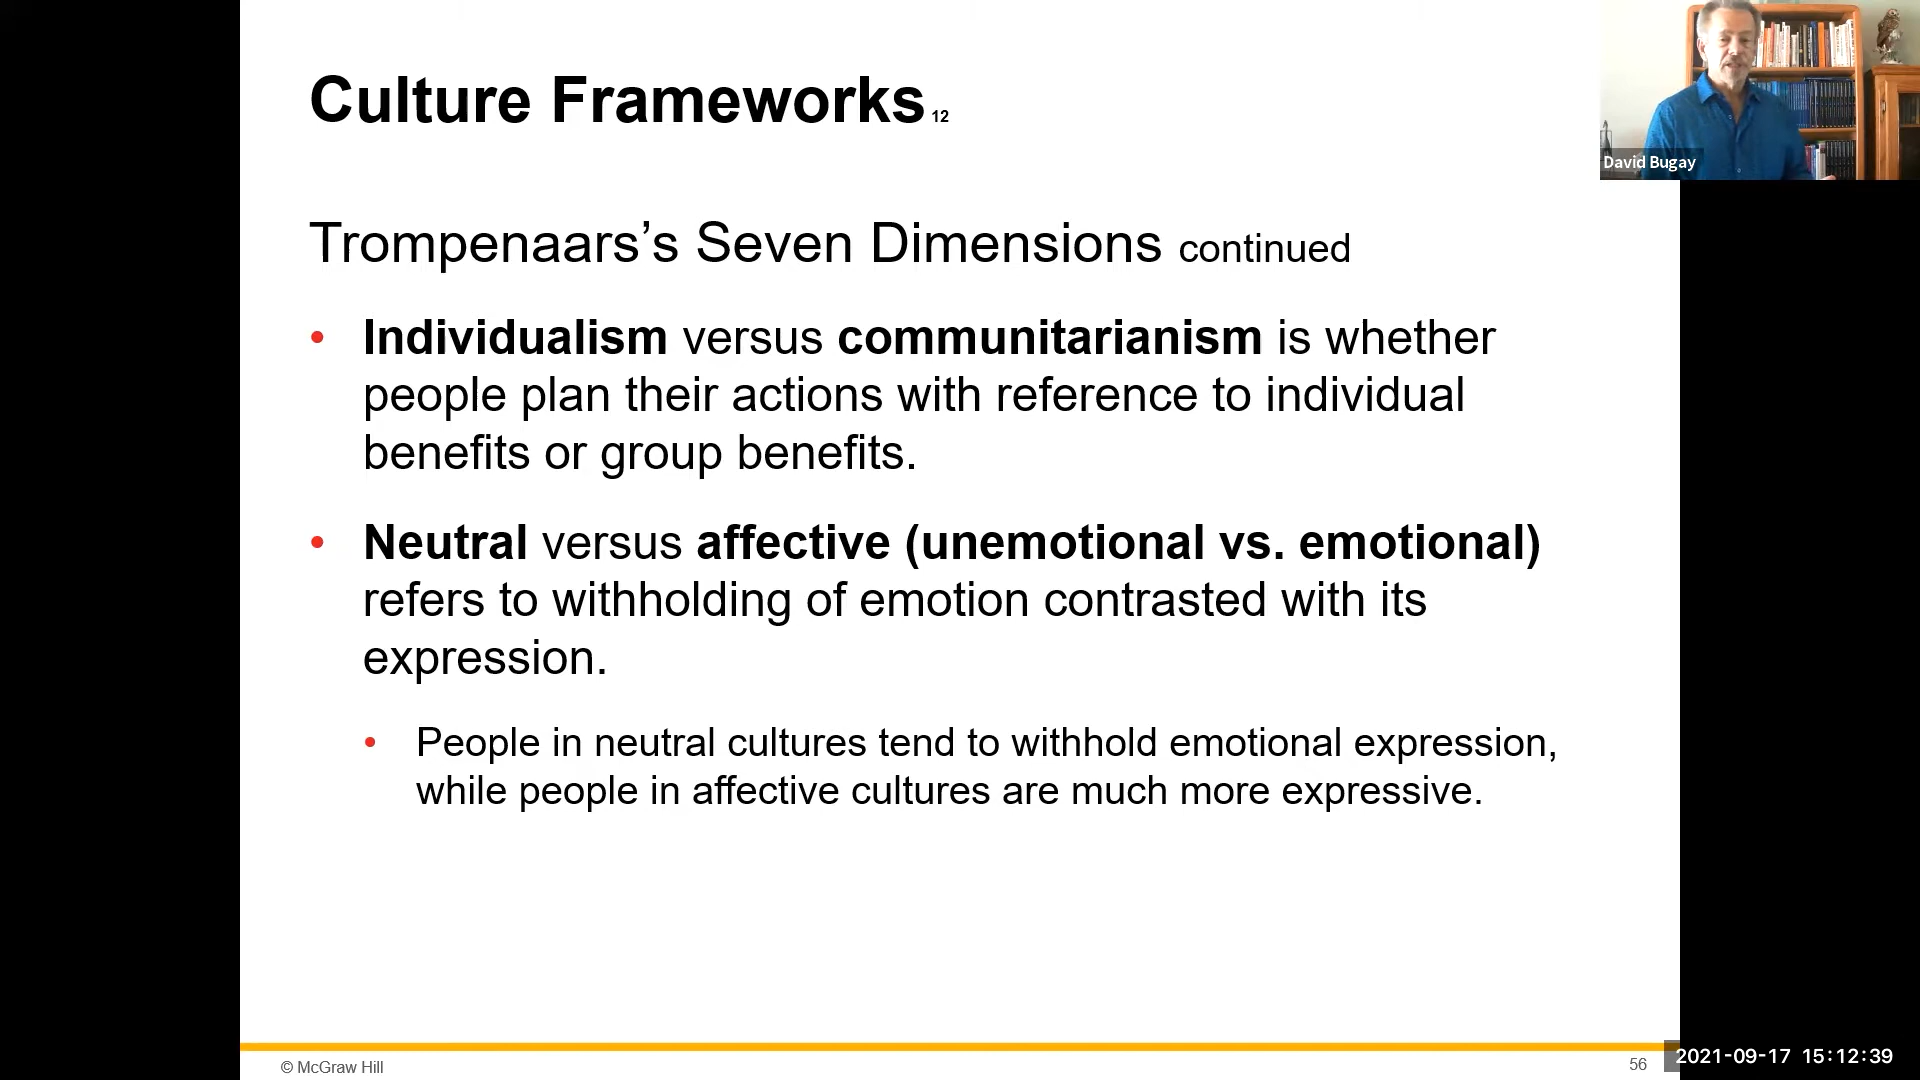 Culture Frameworks 12
David Bugay
Trompenaars’s Seven Dimensions continued
• Individualism versus communitarianism is whether
people plan their actions with reference to individual
benefits or group benefits.
• Neutral versus affective (unemotional vs. emotional)
refers to withholding of emotion contrasted with its
expression.
• People in neutral cultures tend to withhold emotional expression,
while people in affective cultures are much more expressive.
© McGraw Hill
56
2021-09-17 15:12:39